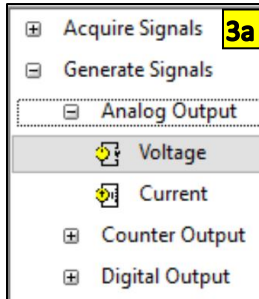 Acquire Signals 3a
Generate Signals
Analog Output
Voltage
Current
Counter Output
Digital Output